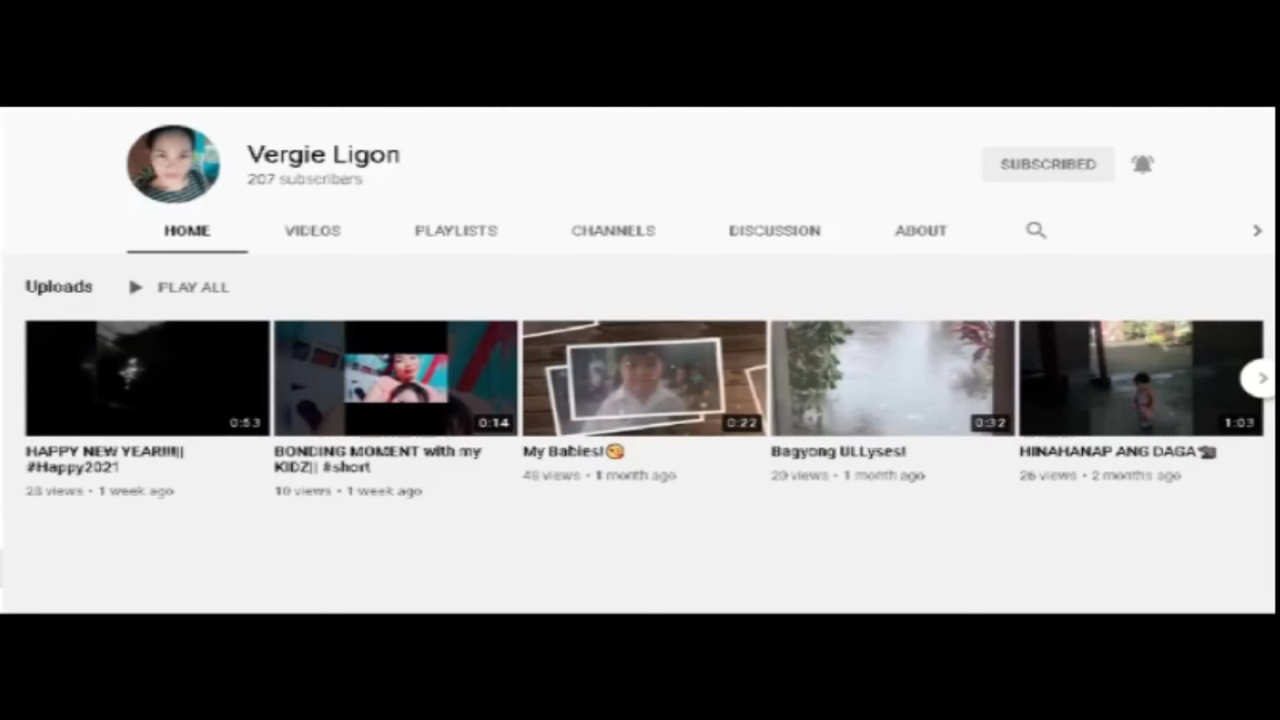 Vergie Ligon
207 subscribers
SUBSCRIBED
HOME VIDEOS PLAYLISTS CHANNELS DISCUSSION ABOUT
Uploads PLAY ALL
0:53
0:14
0:22
0:32
1:03
HAPPY NEW YEAR!!!||
#Happy2021
23 views • 1 week ago
BONDING MOMENT with my
KIDZ|| #short
10 views • 1 week ago
My Babies!😘
48 views • 1 month ago
Bagyong ULLyses!
20 views • 1 month ago
HINAHANAP ANG DAGA🐀
26 views • 2 months ago